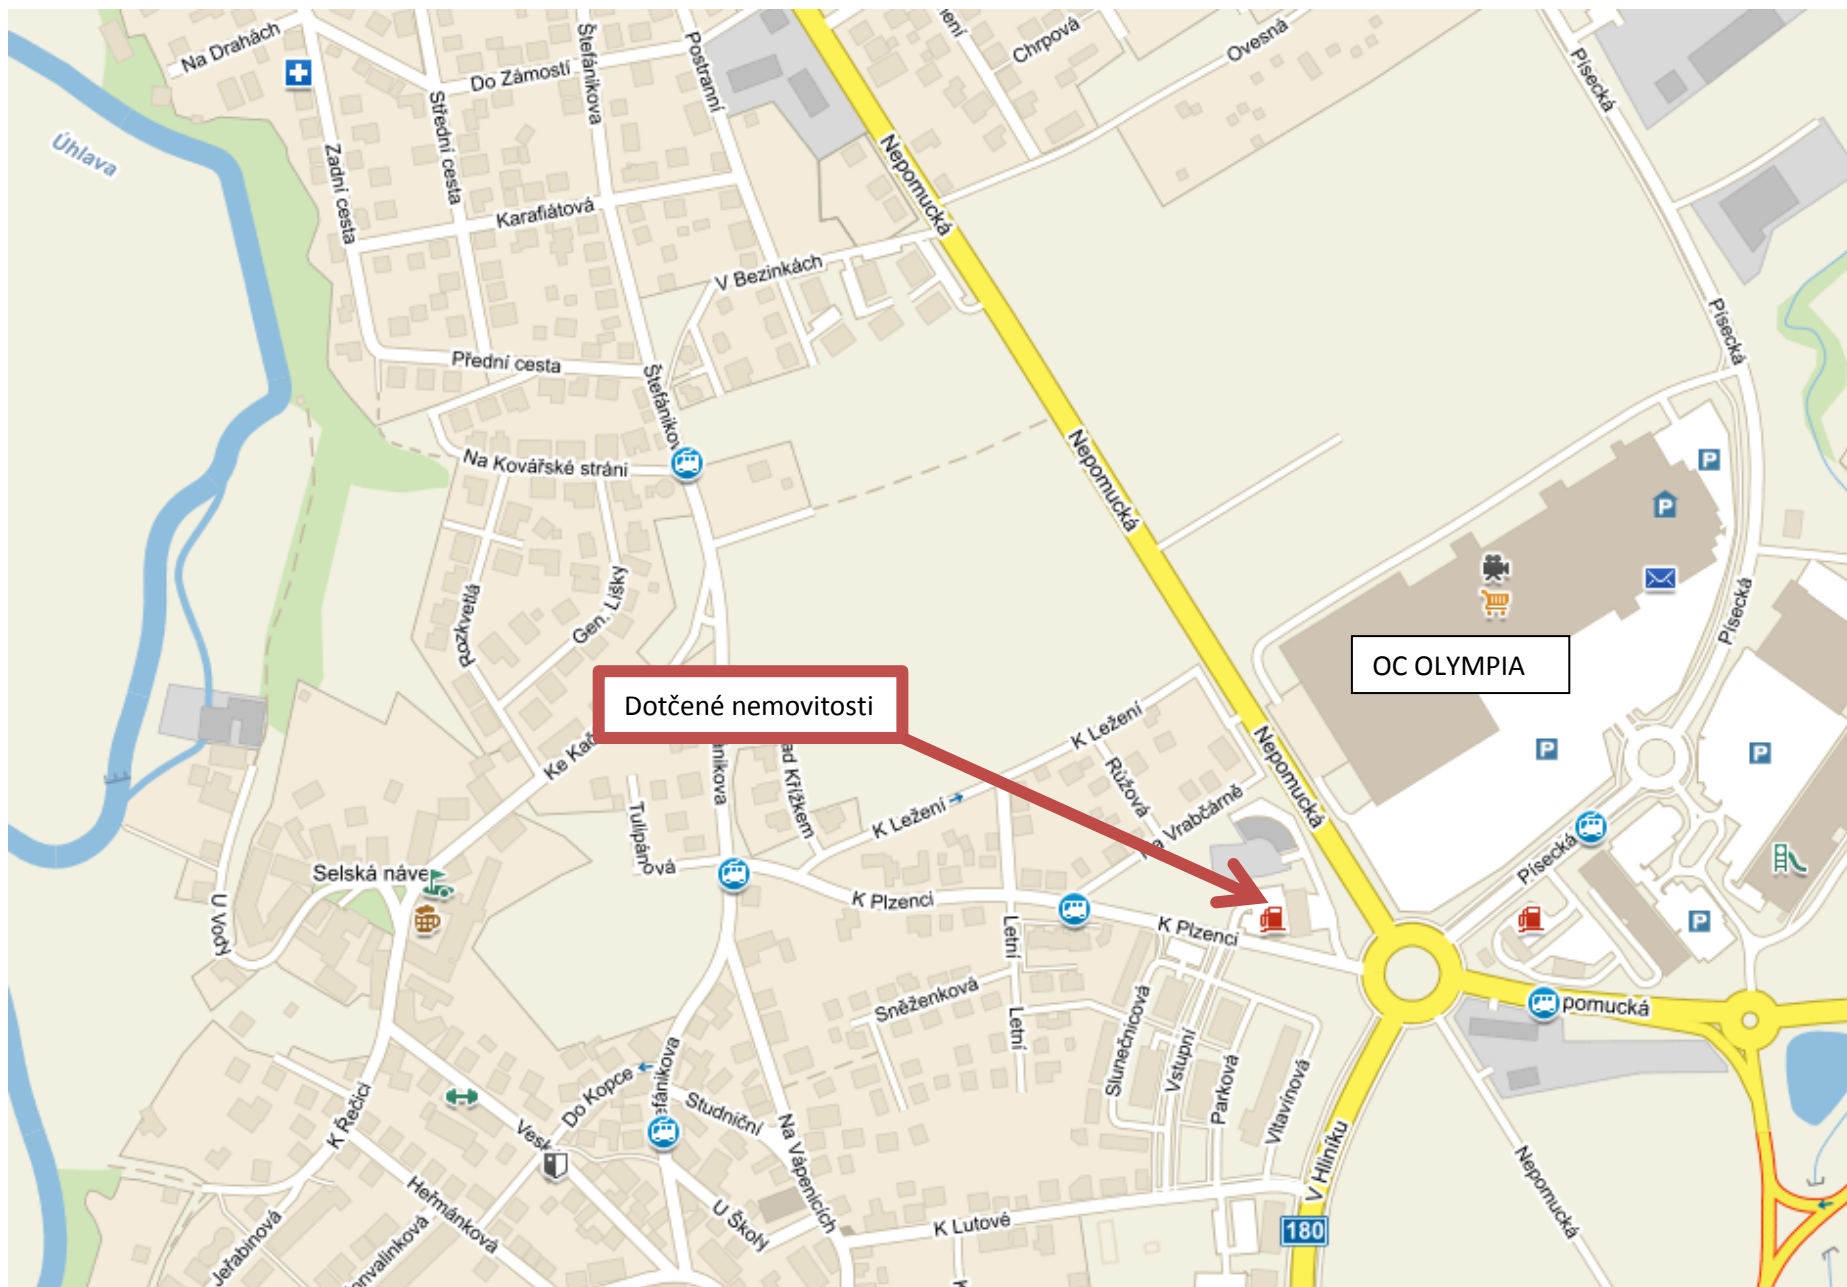 Na Drahách
Štefánikova
Do Zámostí
Postranní
Chrpová
Ovesná
Písecká
Úhlava
Zadní cesta
Střední cesta
Nepomucká
Karafiátová
V Bezinkách
Písecká
Přední cesta
Štefánikova
Nepomucká
Na Kovářské stráni
P
P
Rozkvetlá
Gen. Lišky
Písecká
OC OLYMPIA
Dotčené nemovitosti
K Ležení
Nepomucká
P
P
Růžová
Tulipánová
K Ležení
Na Vrabčárně
Písecká
Selská náves
U Vody
K Plzenci
K Plzenci
P
Letní
Sněženková
Letní
Slunečnicová
Vstupní
Parková
Vltavínová
K Řečici
Do Kopce
Studniční
Na Vápenicích
V Hliníku
Nepomucká
Heřmánková
U Školy
K Lutové
180
Jeřabinová